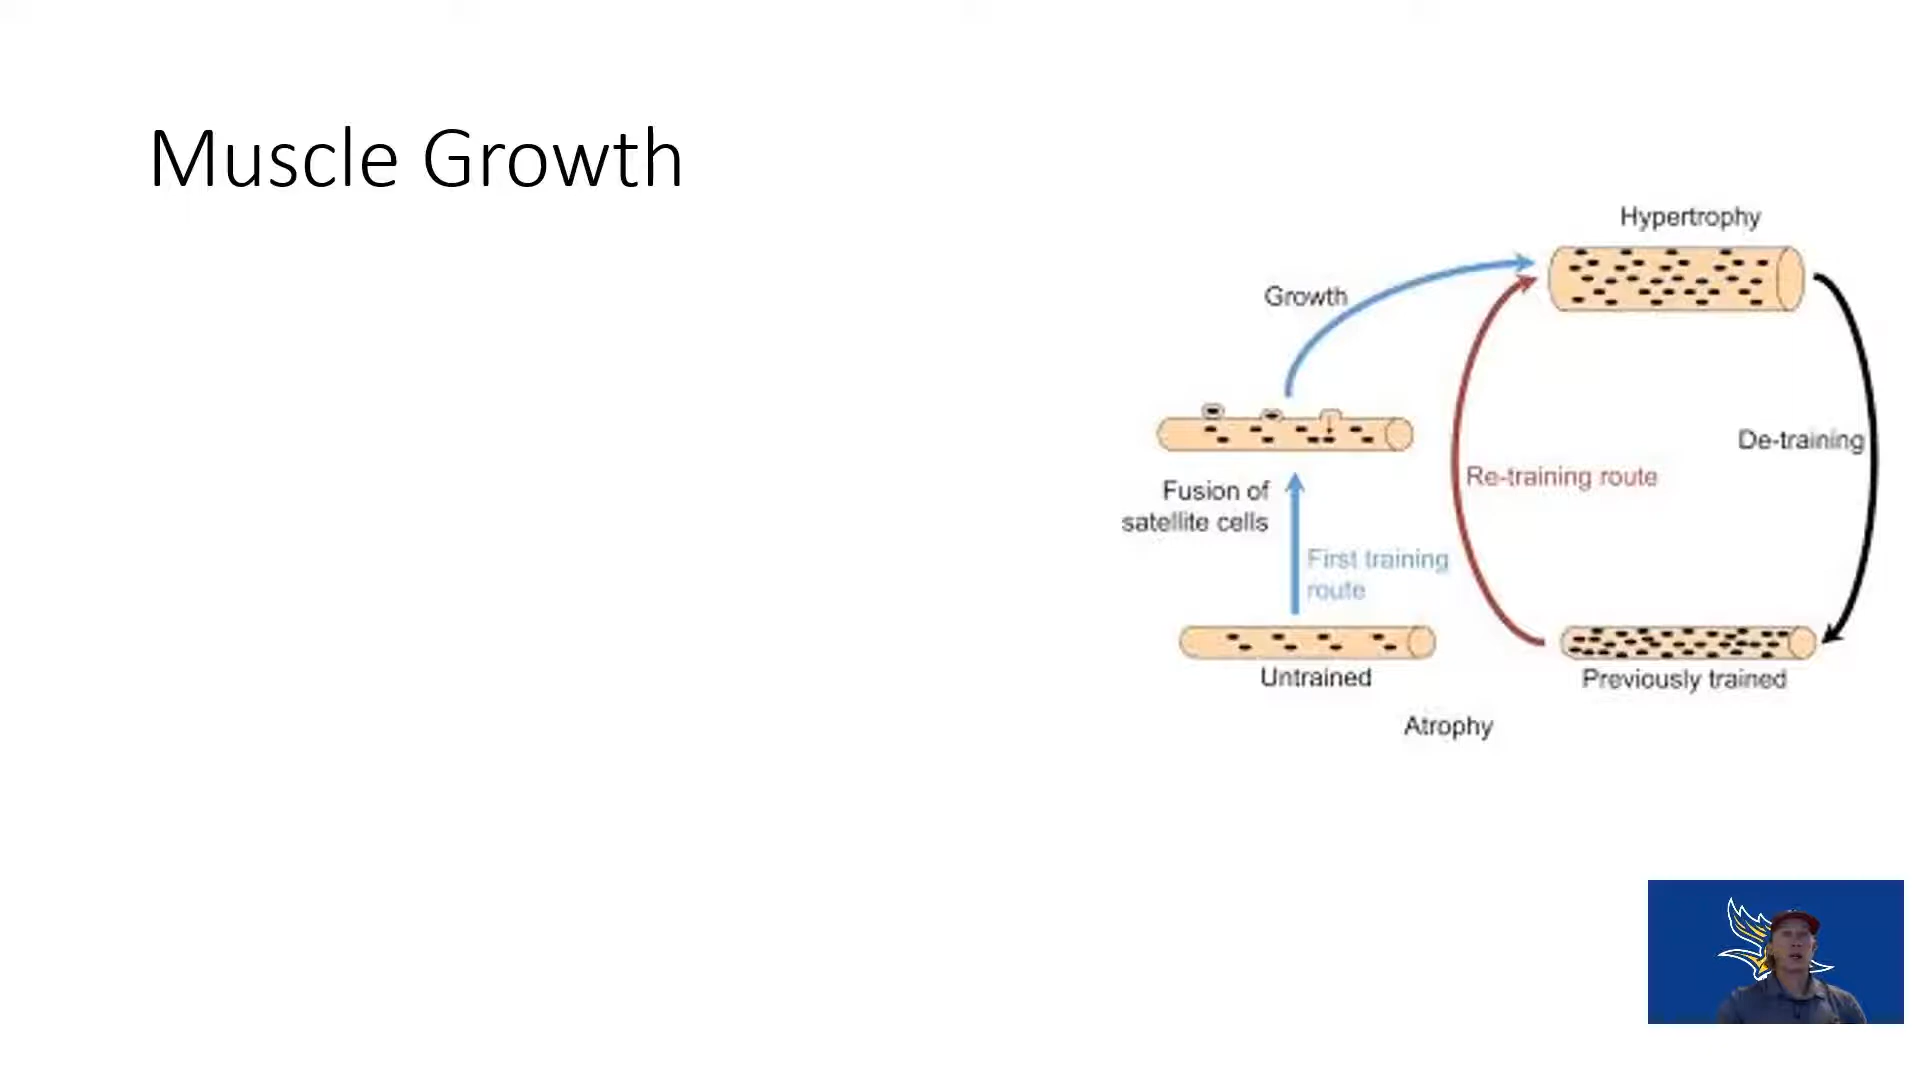 Muscle Growth
Hypertrophy
Growth
De-training
Re-training route
Fusion of
satellite cells
First training
route
Untrained
Previously trained
Atrophy